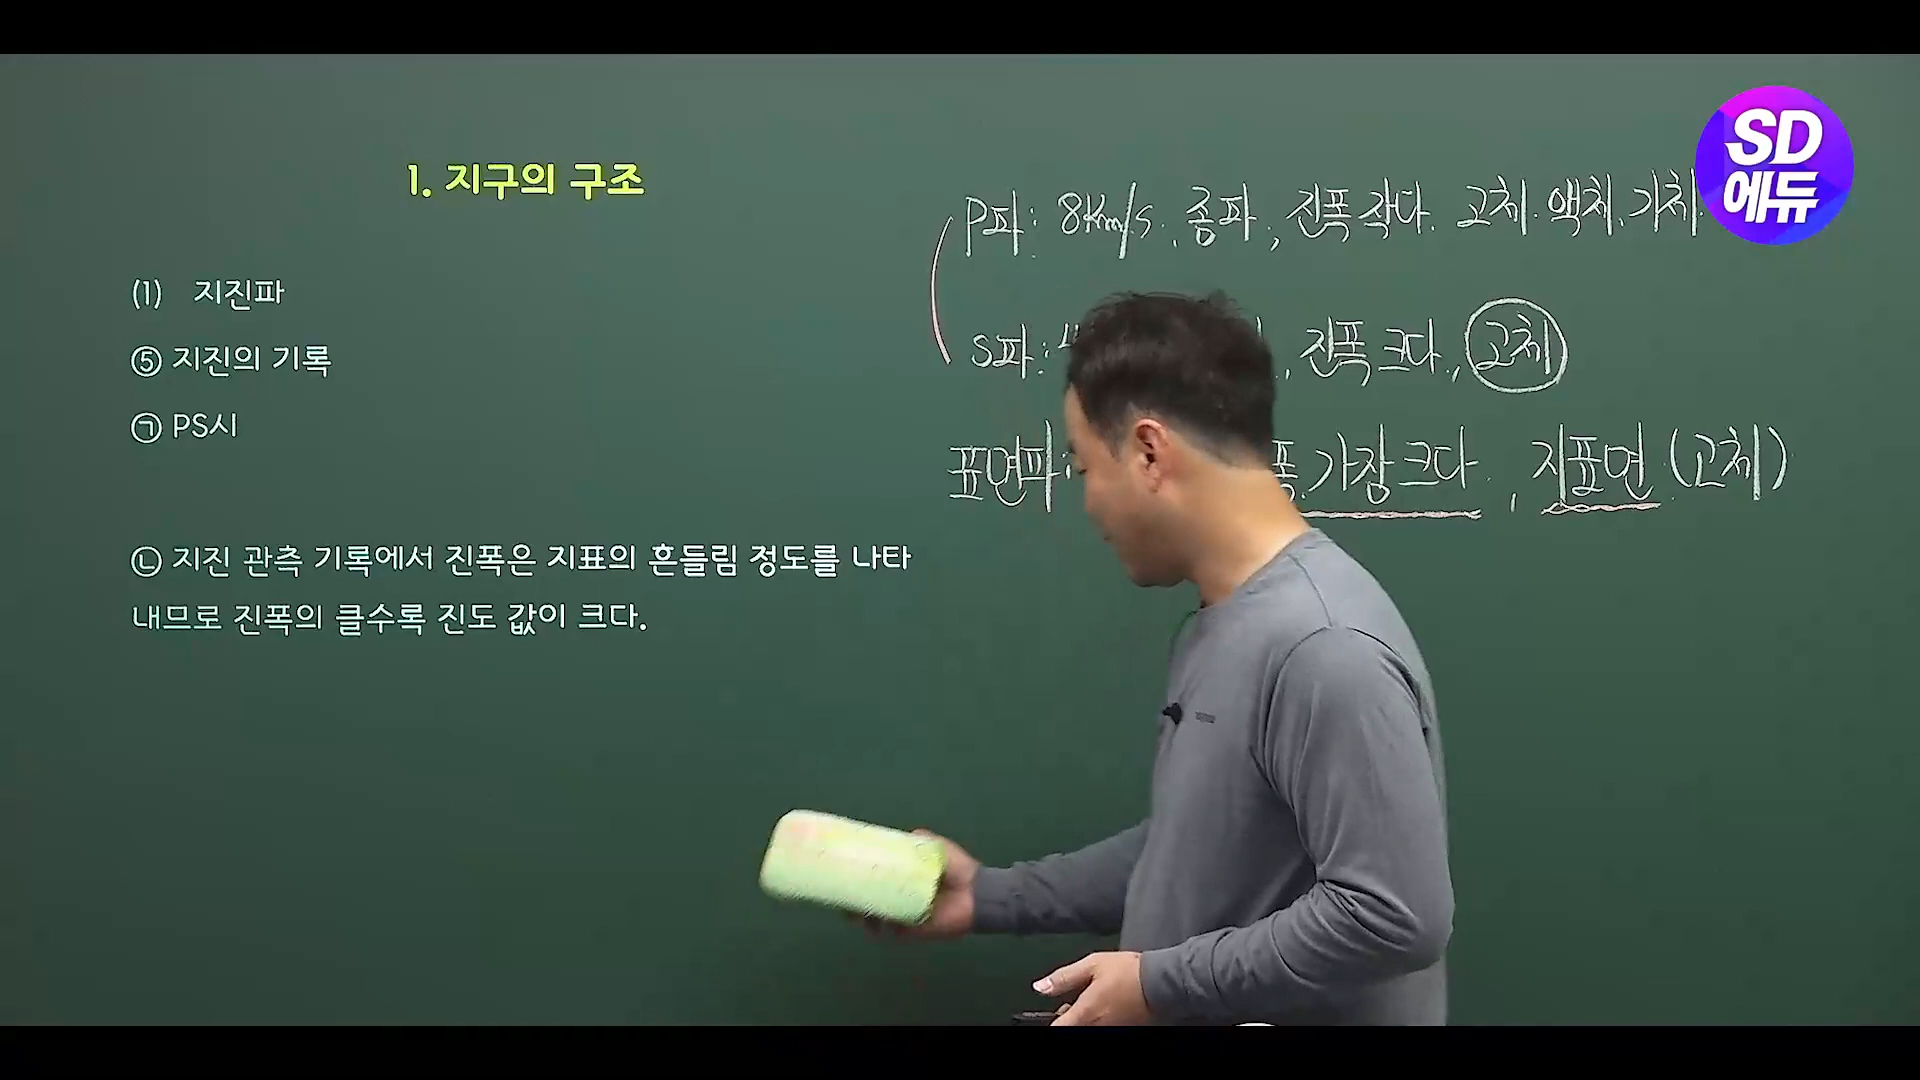 1. 지구의 구조
(1) 지진파
⑤ 지진의 기록
㉠ PS시
㉡ 지진 관측 기록에서 진폭은 지표의 흔들림 정도를 나타
내므로 진폭의 클수록 진도 값이 크다.
P파: 8km/s, 종파, 진폭 작다. 고체. 액체. 기체.
S파: , 진폭 크다, 고체
표면파: 가장 크다, 지표면 (고체)
SD
에듀